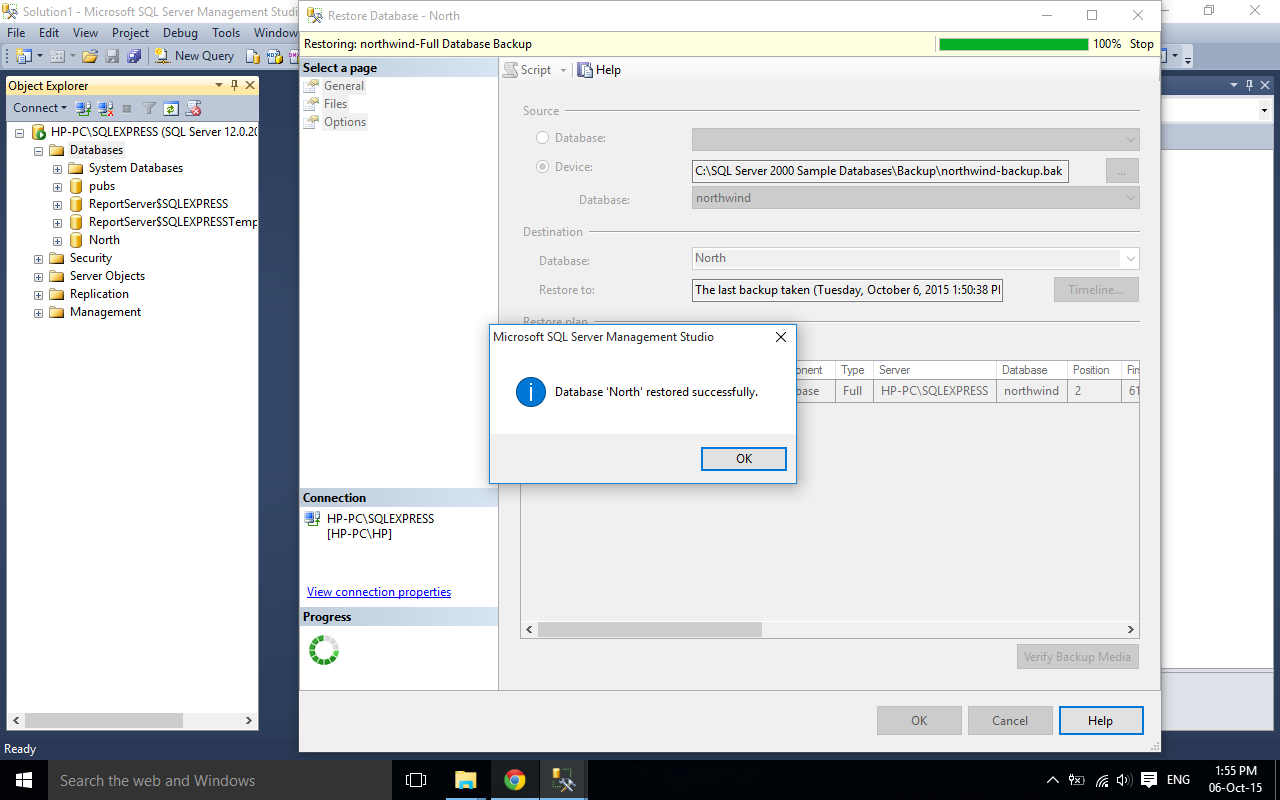 Solution1 - Microsoft SQL Server Management Studi
File Edit View Project Debug Tools Window
New Query
Object Explorer
Connect
HP-PC\SQLEXPRESS (SQL Server 12.0.20
Databases
System Databases
pubs
ReportServer$SQLEXPRESS
ReportServer$SQLEXPRESSTemp
North
Security
Server Objects
Replication
Management
Ready
Restore Database - North
Restoring: northwind-Full Database Backup
100% Stop
Select a page
General
Files
Options
Script Help
Source
Database:
Device: C:\SQL Server 2000 Sample Databases\Backup\northwind-backup.bak ...
Database: northwind
Destination
Database: North
Restore to: The last backup taken (Tuesday, October 6, 2015 1:50:38 PM Timeline...
Restore plan
onent Type Server Database Position Firs
base Full HP-PC\SQLEXPRESS northwind 2 61
Microsoft SQL Server Management Studio
Database 'North' restored successfully.
OK
Connection
HP-PC\SQLEXPRESS
[HP-PC\HP]
View connection properties
Progress
Verify Backup Media
OK Cancel Help
Search the web and Windows
ENG
1:55 PM
06-Oct-15